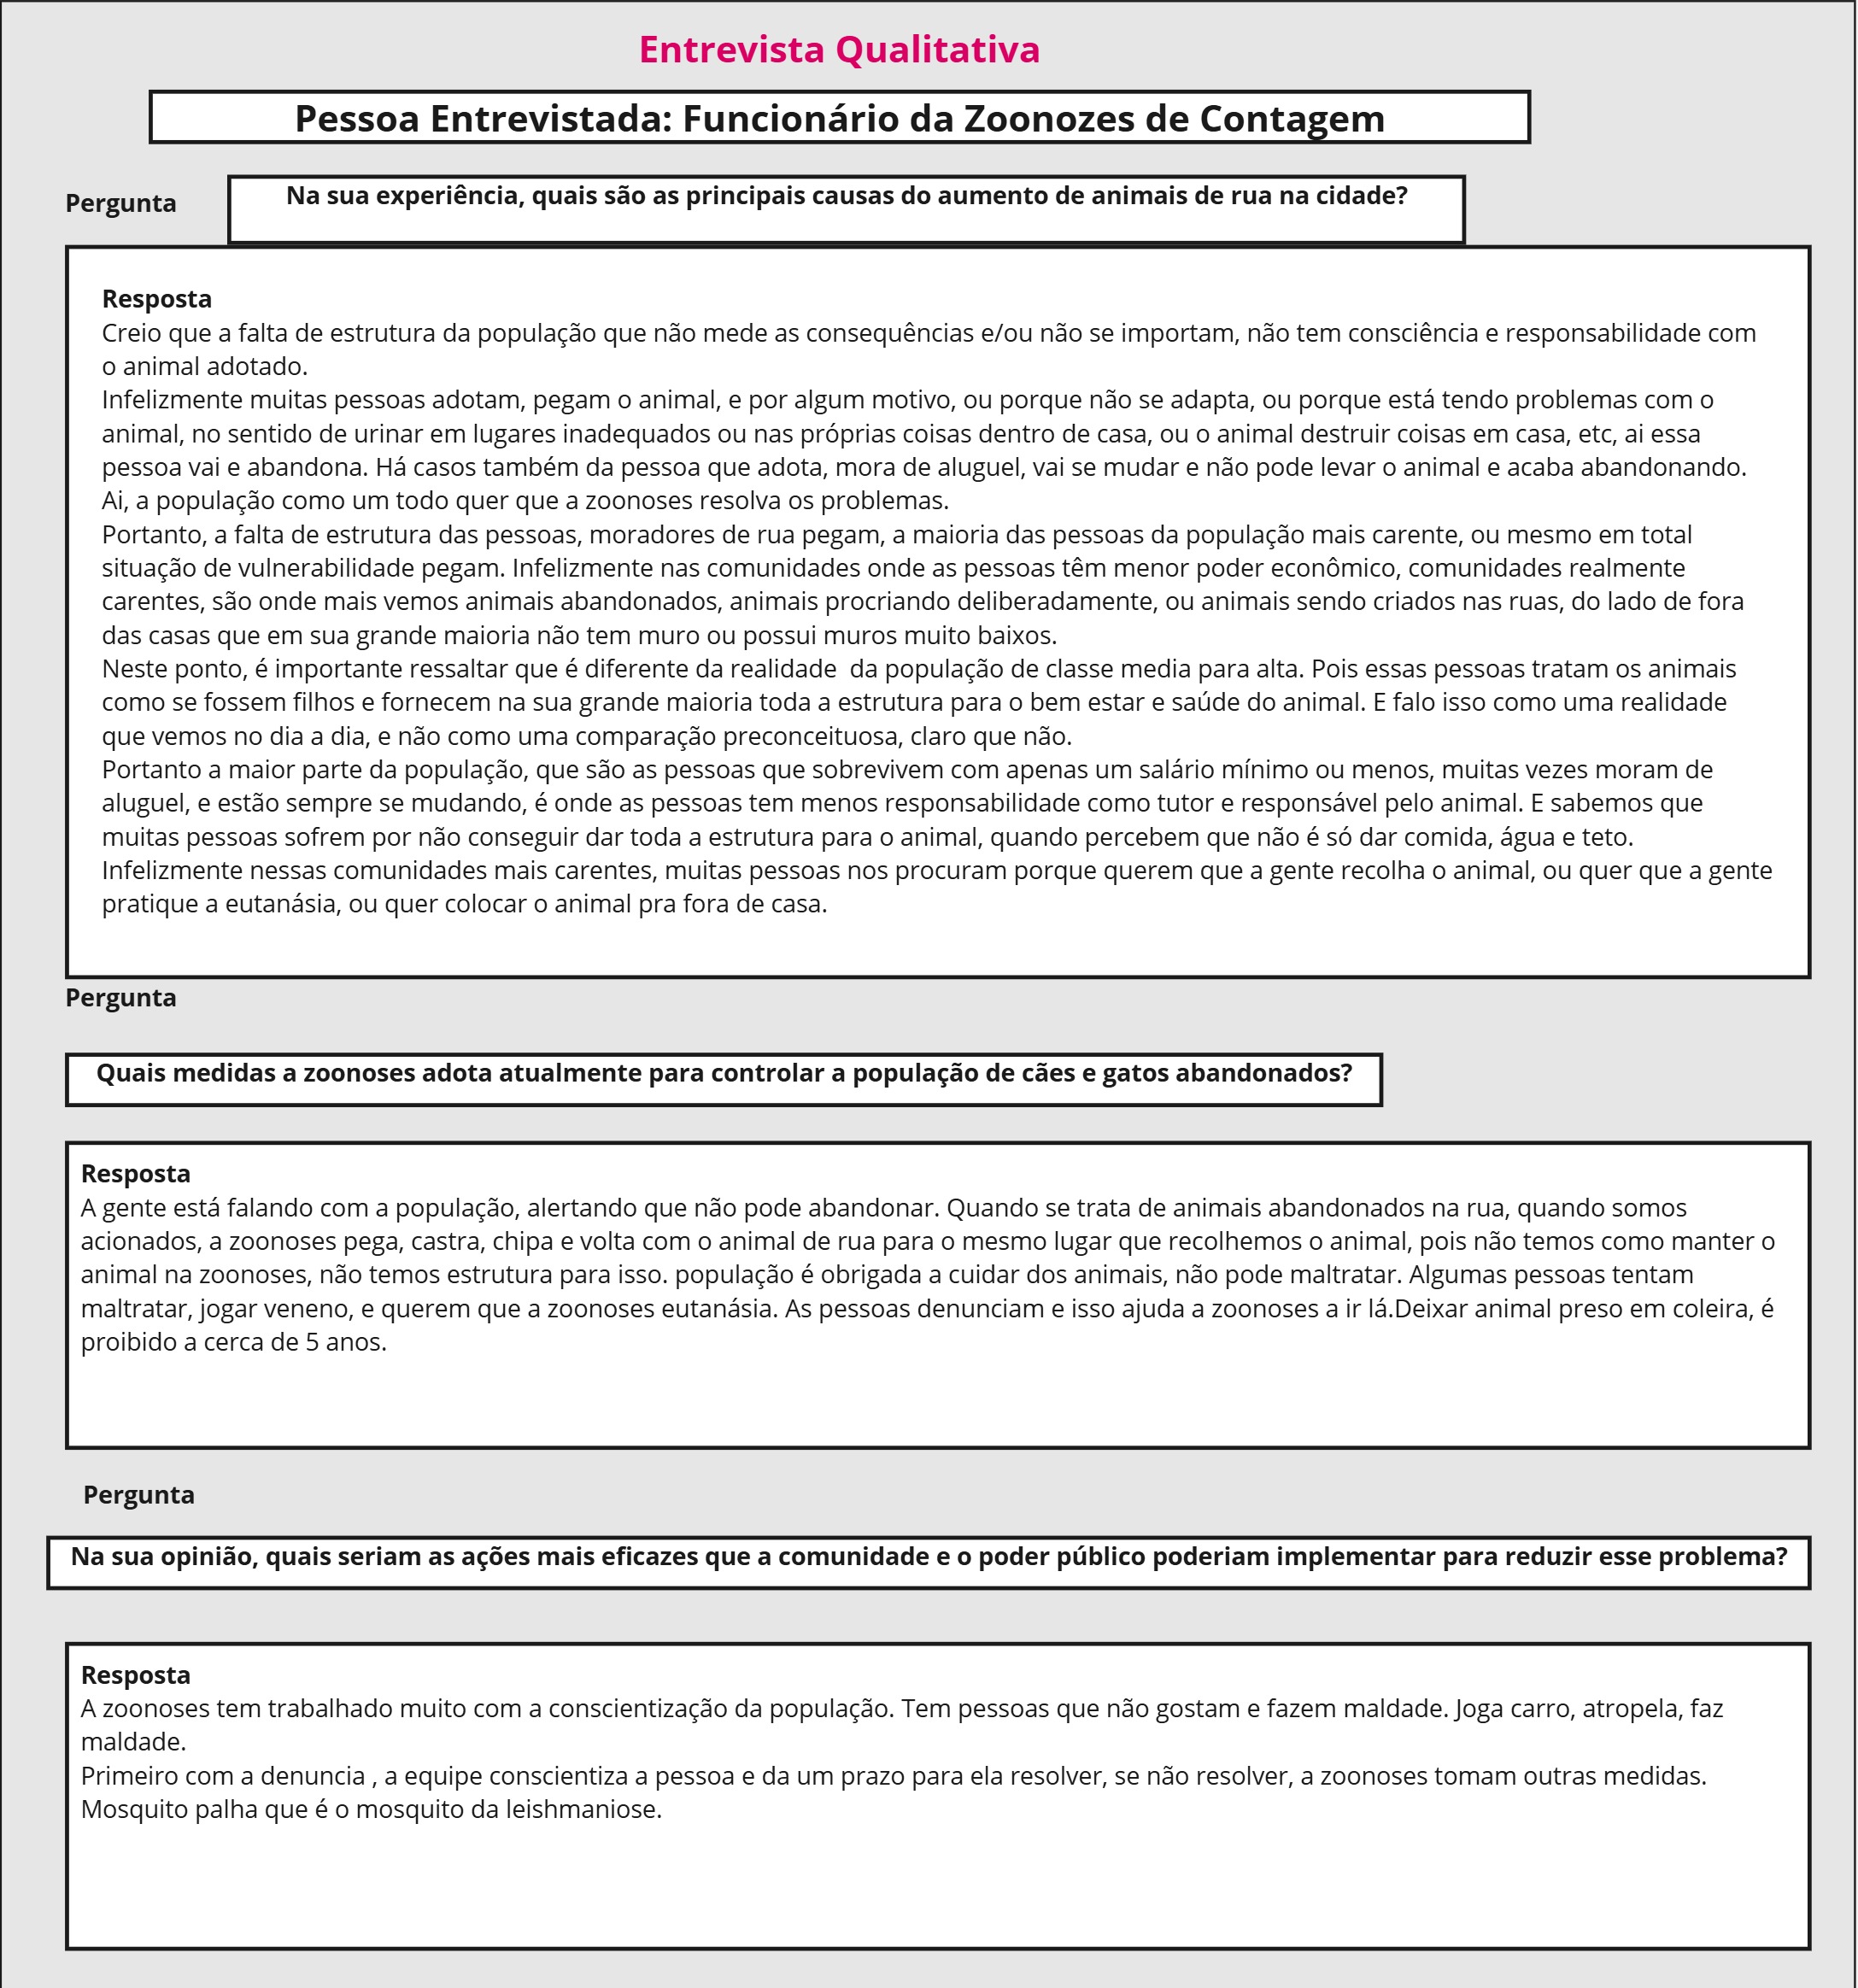 Entrevista Qualitativa
Pessoa Entrevistada: Funcionário da Zoonozes de Contagem
Pergunta
Na sua experiência, quais são as principais causas do aumento de animais de rua na cidade?
Resposta
Creio que a falta de estrutura da população que não mede as consequências e/ou não se importam, não tem consciência e responsabilidade com
o animal adotado.
Infelizmente muitas pessoas adotam, pegam o animal, e por algum motivo, ou porque não se adapta, ou porque está tendo problemas com o
animal, no sentido de urinar em lugares inadequados ou nas próprias coisas dentro de casa, ou o animal destruir coisas em casa, etc, ai essa
pessoa vai e abandona. Há casos também da pessoa que adota, mora de aluguel, vai se mudar e não pode levar o animal e acaba abandonando.
Ai, a população como um todo quer que a zoonoses resolva os problemas.
Portanto, a falta de estrutura das pessoas, moradores de rua pegam, a maioria das pessoas da população mais carente, ou mesmo em total
situação de vulnerabilidade pegam. Infelizmente nas comunidades onde as pessoas têm menor poder econômico, comunidades realmente
carentes, são onde mais vemos animais abandonados, animais procriando deliberadamente, ou animais sendo criados nas ruas, do lado de fora
das casas que em sua grande maioria não tem muro ou possui muros muito baixos.
Neste ponto, é importante ressaltar que é diferente da realidade  da população de classe media para alta. Pois essas pessoas tratam os animais
como se fossem filhos e fornecem na sua grande maioria toda a estrutura para o bem estar e saúde do animal. E falo isso como uma realidade
que vemos no dia a dia, e não como uma comparação preconceituosa, claro que não.
Portanto a maior parte da população, que são as pessoas que sobrevivem com apenas um salário mínimo ou menos, muitas vezes moram de
aluguel, e estão sempre se mudando, é onde as pessoas tem menos responsabilidade como tutor e responsável pelo animal. E sabemos que
muitas pessoas sofrem por não conseguir dar toda a estrutura para o animal, quando percebem que não é só dar comida, água e teto.
Infelizmente nessas comunidades mais carentes, muitas pessoas nos procuram porque querem que a gente recolha o animal, ou quer que a gente
pratique a eutanásia, ou quer colocar o animal pra fora de casa.
Pergunta
Quais medidas a zoonoses adota atualmente para controlar a população de cães e gatos abandonados?
Resposta
A gente está falando com a população, alertando que não pode abandonar. Quando se trata de animais abandonados na rua, quando somos
acionados, a zoonoses pega, castra, chipa e volta com o animal de rua para o mesmo lugar que recolhemos o animal, pois não temos como manter o
animal na zoonoses, não temos estrutura para isso. população é obrigada a cuidar dos animais, não pode maltratar. Algumas pessoas tentam
maltratar, jogar veneno, e querem que a zoonoses eutanásia. As pessoas denunciam e isso ajuda a zoonoses a ir lá.Deixar animal preso em coleira, é
proibido a cerca de 5 anos.
Pergunta
Na sua opinião, quais seriam as ações mais eficazes que a comunidade e o poder público poderiam implementar para reduzir esse problema?
Resposta
A zoonoses tem trabalhado muito com a conscientização da população. Tem pessoas que não gostam e fazem maldade. Joga carro, atropela, faz
maldade.
Primeiro com a denuncia , a equipe conscientiza a pessoa e da um prazo para ela resolver, se não resolver, a zoonoses tomam outras medidas.
Mosquito palha que é o mosquito da leishmaniose.